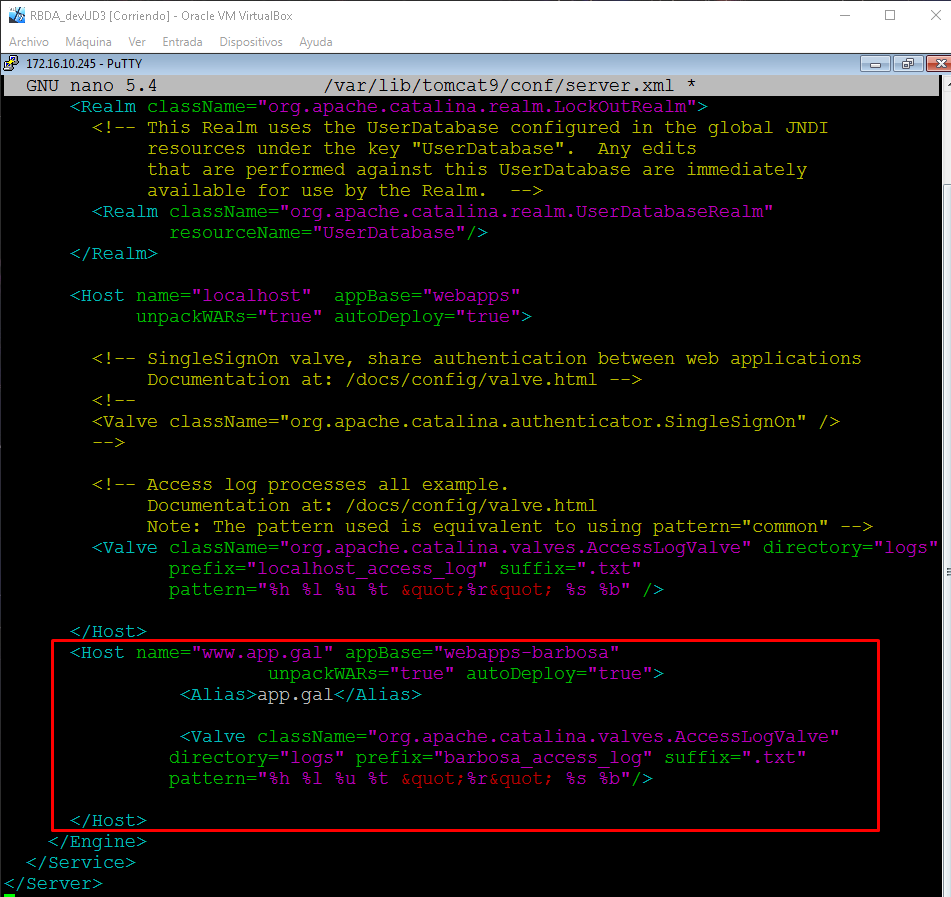 RBDA_devUD3 [Corriendo] - Oracle VM VirtualBox
Archivo Máquina Ver Entrada Dispositivos Ayuda
172.16.10.245 - PuTTY
GNU nano 5.4 /var/lib/tomcat9/conf/server.xml *
<Realm className="org.apache.catalina.realm.LockOutRealm">
<!-- This Realm uses the UserDatabase configured in the global JNDI
resources under the key "UserDatabase".  Any edits
that are performed against this UserDatabase are immediately
available for use by the Realm.  -->
<Realm className="org.apache.catalina.realm.UserDatabaseRealm"
resourceName="UserDatabase"/>
</Realm>
<Host name="localhost"  appBase="webapps"
unpackWARs="true" autoDeploy="true">
<!-- SingleSignOn valve, share authentication between web applications
Documentation at: /docs/config/valve.html -->
<!--
<Valve className="org.apache.catalina.authenticator.SingleSignOn" />
-->
<!-- Access log processes all example.
Documentation at: /docs/config/valve.html
Note: The pattern used is equivalent to using pattern="common" -->
<Valve className="org.apache.catalina.valves.AccessLogValve" directory="logs"
prefix="localhost_access_log" suffix=".txt"
pattern="%h %l %u %t &quot;%r&quot; %s %b" />
</Host>
<Host name="www.app.gal" appBase="webapps-barbosa"
unpackWARs="true" autoDeploy="true">
<Alias>app.gal</Alias>
<Valve className="org.apache.catalina.valves.AccessLogValve"
directory="logs" prefix="barbosa_access_log" suffix=".txt"
pattern="%h %l %u %t &quot;%r&quot; %s %b"/>
</Host>
</Engine>
</Service>
</Server>